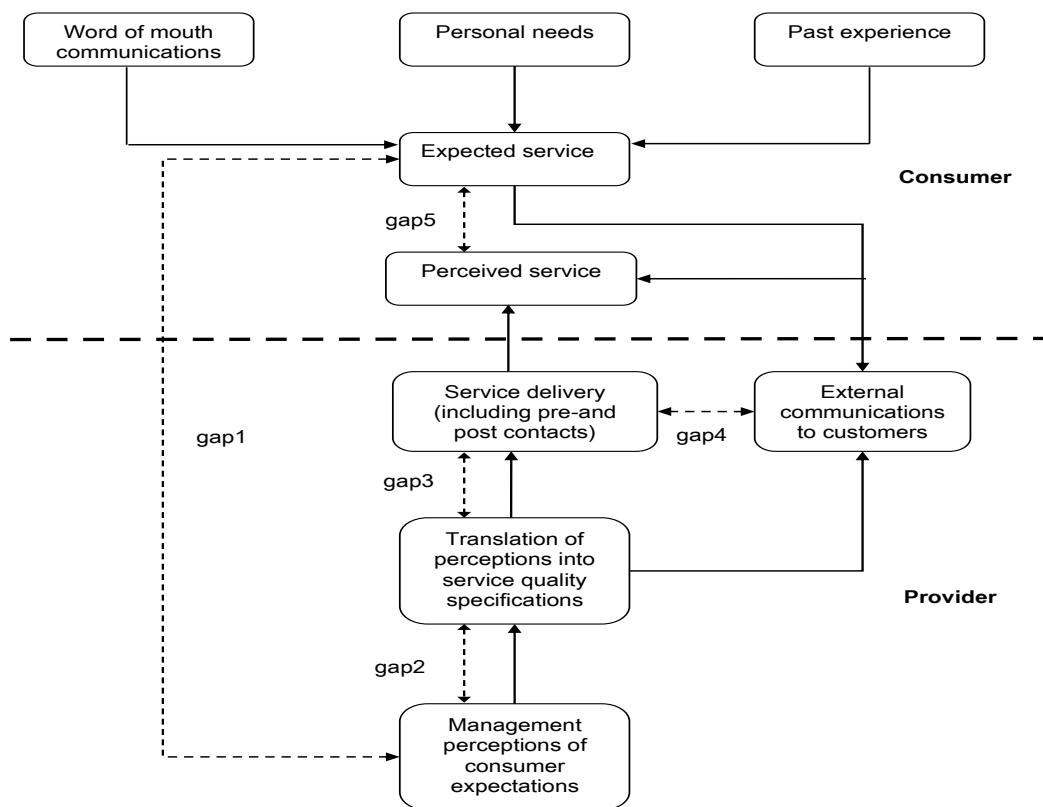 Word of mouth
communications
Personal needs
Past experience
Expected service
Consumer
gap5
Perceived service
Service delivery
(including pre-and
post contacts)
External
communications
to customers
gap4
gap1
gap3
Translation of
perceptions into
service quality
specifications
Provider
gap2
Management
perceptions of
consumer
expectations